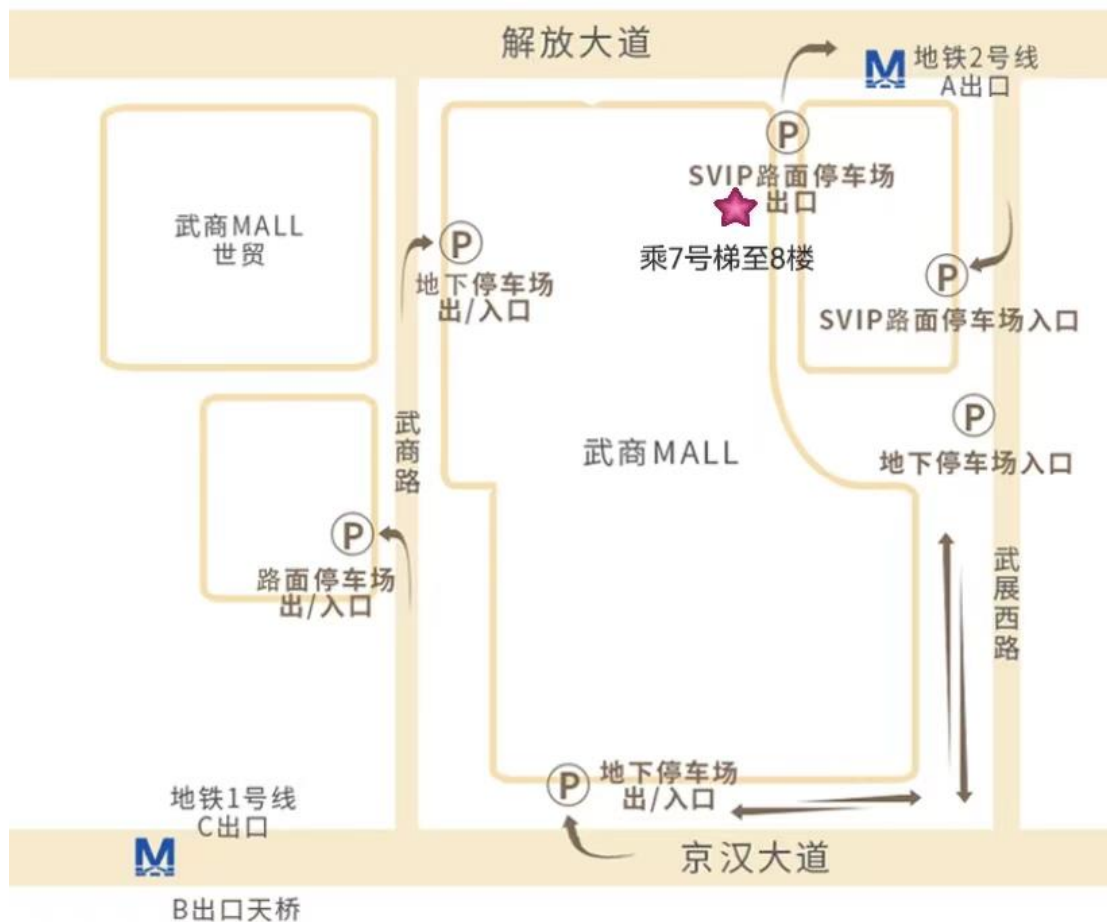 解放大道
地铁2号线
A出口
P
SVIP路面停车场
出口
武商MALL
世贸
P
地下停车场
出/入口
乘7号梯至8楼
P
SVIP路面停车场入口
武商路
武商MALL
P
地下停车场入口
P
路面停车场
出/入口
武展西路
P
地下停车场
出/入口
地铁1号线
C出口
京汉大道
B出口天桥